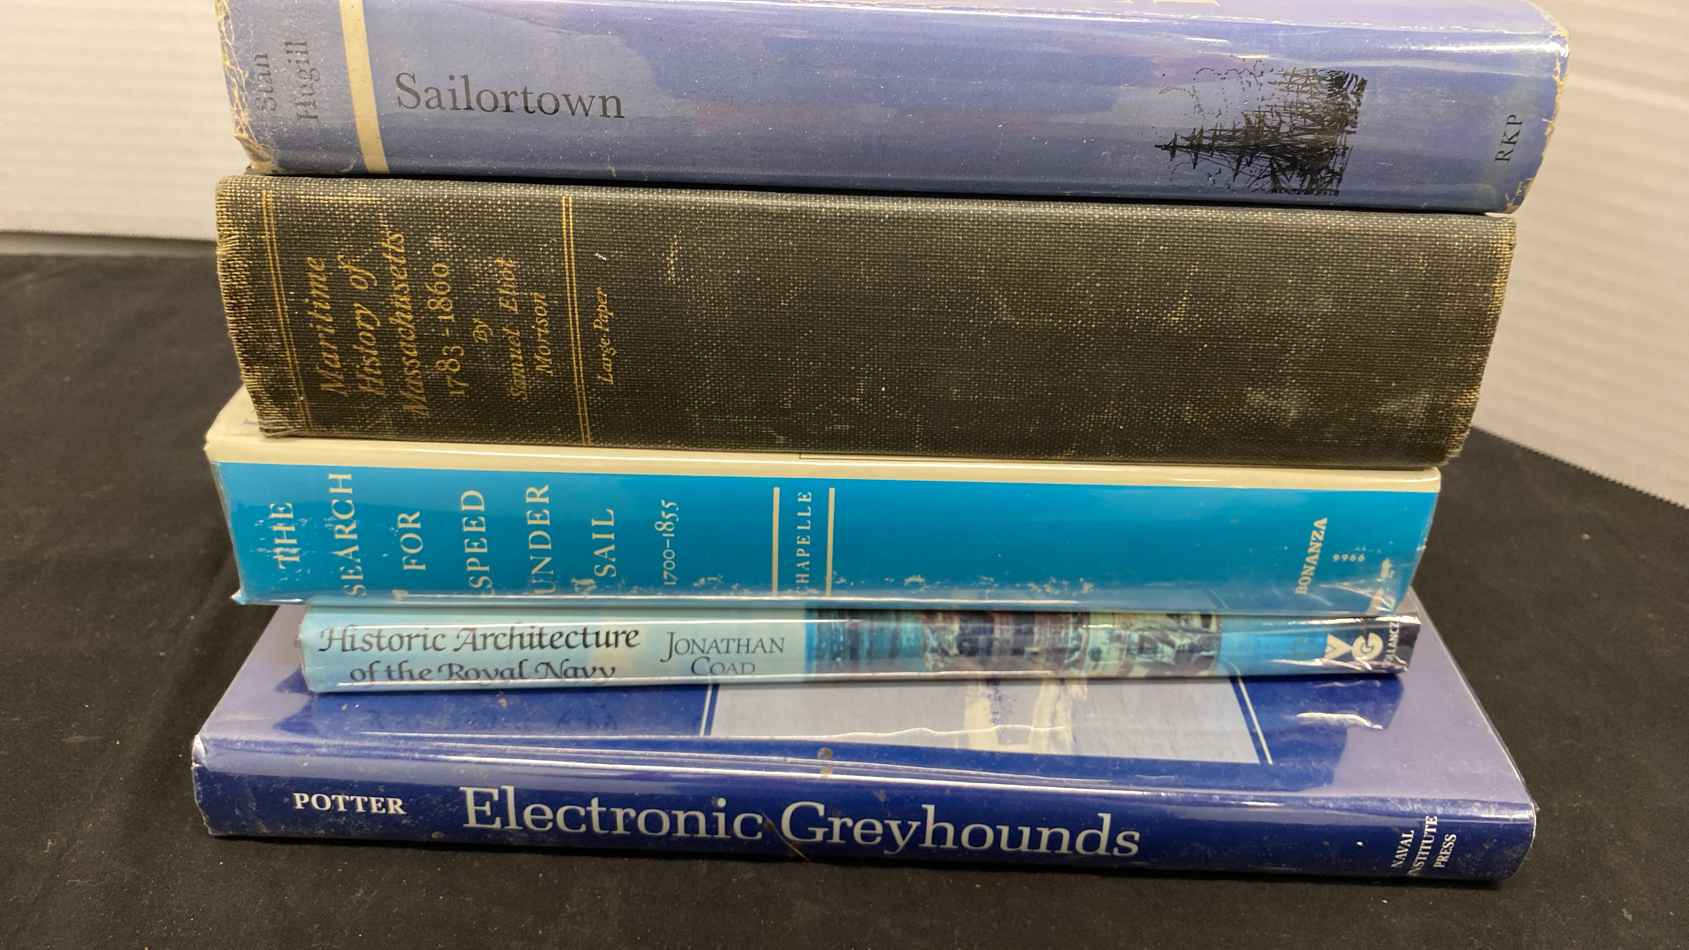 Stan
Hugill
Sailortown
RKP
Maritime
History of
Massachusetts
1783-1860
By
Samuel Eliot
Morison
Large-Paper
THE
SEARCH
FOR
SPEED
UNDER
SAIL
1700-1855
CHAPELLE
BONANZA
9966
Historic Architecture
of the Royal Navy
JONATHAN
COAD
VG
POTTER
Electronic Greyhounds
NAVAL
INSTITUTE
PRESS